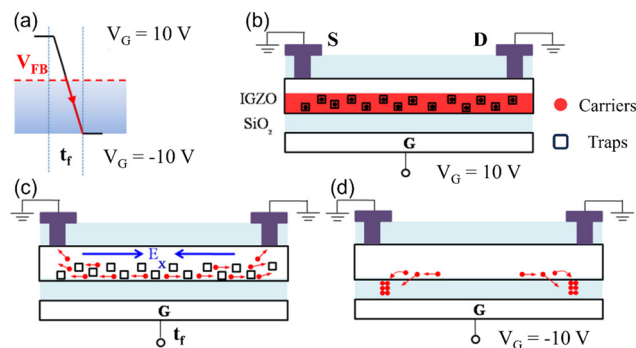 (a)
V_G = 10 V
V_FB
t_f
V_G = -10 V
(b)
S
D
IGZO
SiO₂
G
V_G = 10 V
Carriers
Traps
(c)
E_x
G
t_f
(d)
G
V_G = -10 V